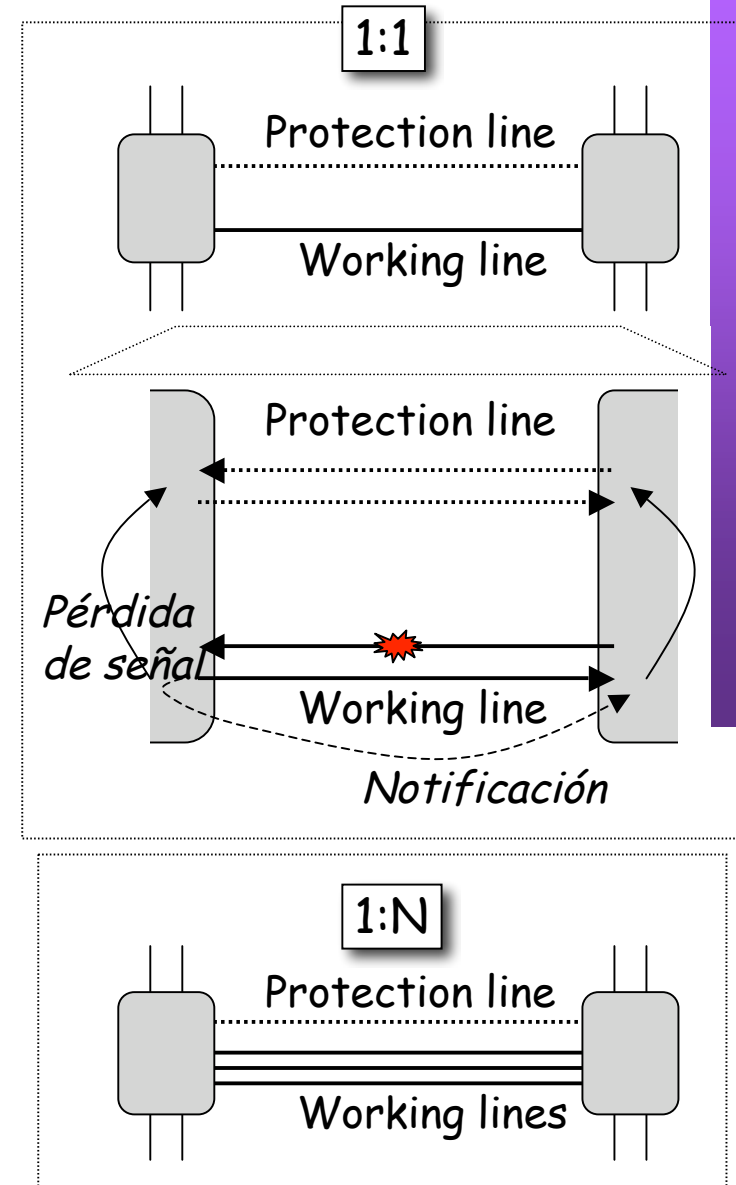 1:1
Protection line
Working line
Protection line
Pérdida
de señal
Working line
Notificación
1:N
Protection line
Working lines